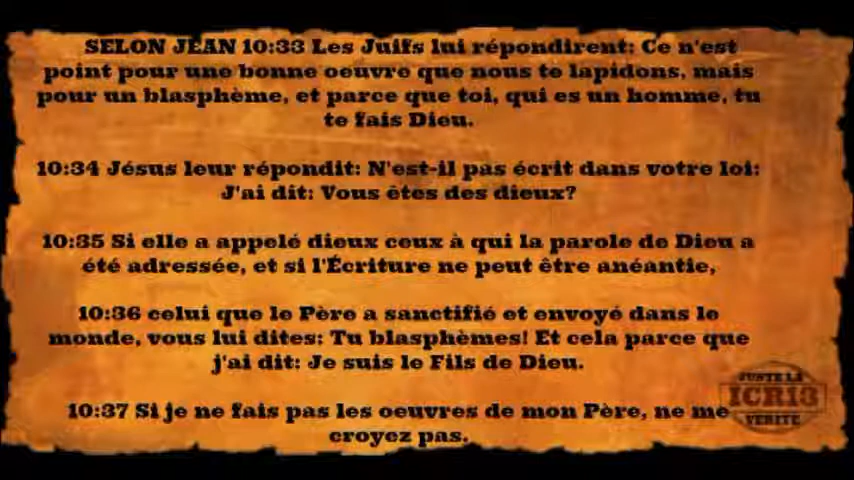 SELON JEAN 10:33 Les Juifs lui répondirent: Ce n'est
point pour une bonne oeuvre que nous te lapidons, mais
pour un blasphème, et parce que toi, qui es un homme, tu
te fais Dieu.
10:34 Jésus leur répondit: N'est-il pas écrit dans votre loi:
J'ai dit: Vous êtes des dieux?
10:35 Si elle a appelé dieux ceux à qui la parole de Dieu a
été adressée, et si l'Écriture ne peut être anéantie,
10:36 celui que le Père a sanctifié et envoyé dans le
monde, vous lui dites: Tu blasphèmes! Et cela parce que
j'ai dit: Je suis le Fils de Dieu.
10:37 Si je ne fais pas les oeuvres de mon Père, ne me
croyez pas.
JUSTE LA
ICR13
VERITE